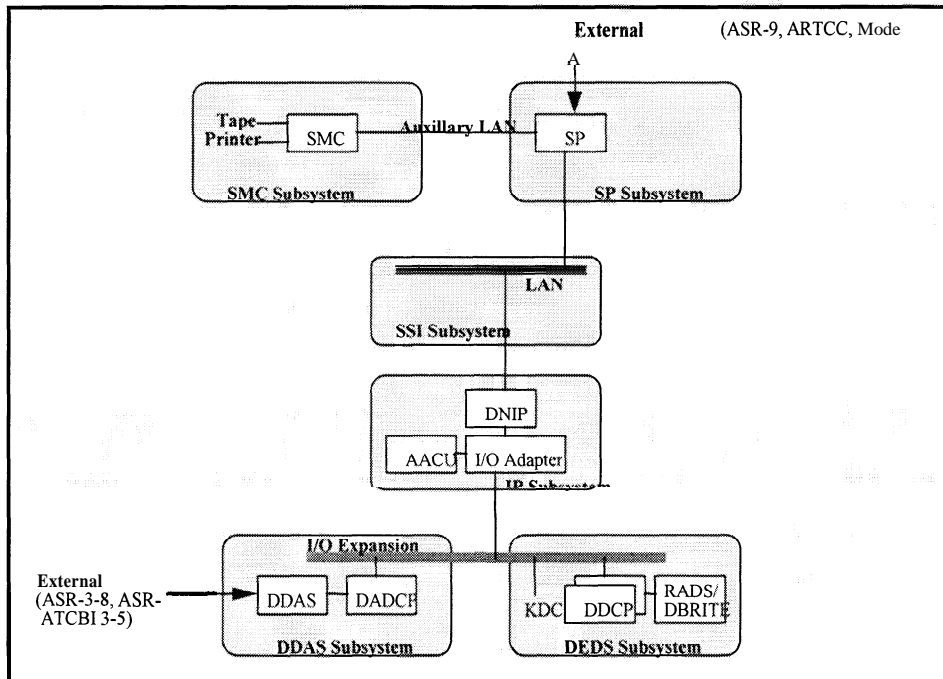 External (ASR-9, ARTCC, Mode
A
Tape
Printer
SMC
Auxillary LAN
SP
SMC Subsystem
SP Subsystem
LAN
SSI Subsystem
DNIP
AACU
I/O Adapter
IP Subsystem
I/O Expansion
External
(ASR-3-8, ASR-
ATCBI 3-5)
DDAS
DADCP
KDC
DDCP
RADS/
DBRITE
DDAS Subsystem
DEDS Subsystem